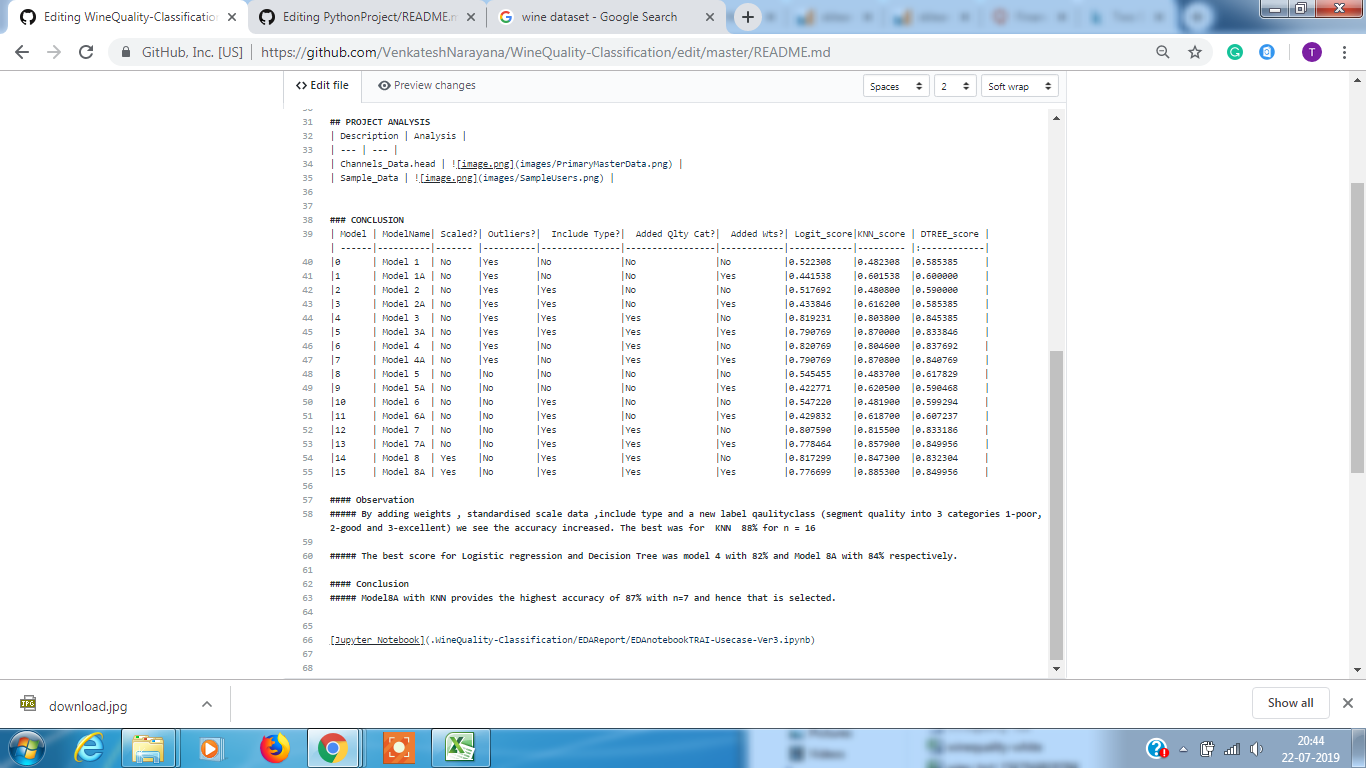 Editing WineQuality-Classification
Editing PythonProject/README.m
wine dataset - Google Search
GitHub, Inc. [US]
https://github.com/VenkateshNarayana/WineQuality-Classification/edit/master/README.md
T
<> Edit file
Preview changes
Spaces
2
Soft wrap
31 ## PROJECT ANALYSIS
32 | Description | Analysis |
33 | --- | --- |
34 | Channels_Data.head | ![image.png](images/PrimaryMasterData.png) |
35 | Sample_Data | ![image.png](images/SampleUsers.png) |
36
37
38 ### CONCLUSION
39 | Model | ModelName| Scaled?| Outliers?|  Include Type?|  Added Qlty Cat?|  Added Wts?| Logit_score|KNN_score | DTREE_score |
| ------|----------|------- |----------|---------------|-----------------|------------|------------|--------- |:------------|
40 |0 | Model 1 | No |Yes |No |No |No |0.522308 |0.482308 |0.585385 |
41 |1 | Model 1A | No |Yes |No |No |Yes |0.441538 |0.601538 |0.600000 |
42 |2 | Model 2 | No |Yes |Yes |No |No |0.517692 |0.480800 |0.590000 |
43 |3 | Model 2A | No |Yes |Yes |No |Yes |0.433846 |0.616200 |0.585385 |
44 |4 | Model 3 | No |Yes |Yes |Yes |No |0.819231 |0.803800 |0.845385 |
45 |5 | Model 3A | No |Yes |Yes |Yes |Yes |0.790769 |0.870000 |0.833846 |
46 |6 | Model 4 | No |Yes |No |Yes |No |0.820769 |0.804600 |0.837692 |
47 |7 | Model 4A | No |Yes |No |Yes |Yes |0.790769 |0.870800 |0.840769 |
48 |8 | Model 5 | No |No |No |No |No |0.545455 |0.483700 |0.617829 |
49 |9 | Model 5A | No |No |No |No |Yes |0.422771 |0.620500 |0.590468 |
50 |10 | Model 6 | No |No |Yes |No |No |0.547220 |0.481900 |0.599294 |
51 |11 | Model 6A | No |No |Yes |No |Yes |0.429832 |0.618700 |0.607237 |
52 |12 | Model 7 | No |No |Yes |Yes |No |0.807590 |0.815500 |0.833186 |
53 |13 | Model 7A | No |No |Yes |Yes |Yes |0.778464 |0.857900 |0.849956 |
54 |14 | Model 8 | Yes |No |Yes |Yes |No |0.817299 |0.847300 |0.832304 |
55 |15 | Model 8A | Yes |No |Yes |Yes |Yes |0.776699 |0.885300 |0.849956 |
56
57 #### Observation
58 ##### By adding weights , standardised scale data ,include type and a new label qaulityclass (segment quality into 3 categories 1-poor,
2-good and 3-excellent) we see the accuracy increased. The best was for  KNN  88% for n = 16
59
60 ##### The best score for Logistic regression and Decision Tree was model 4 with 82% and Model 8A with 84% respectively.
61
62 #### Conclusion
63 ##### Model8A with KNN provides the highest accuracy of 87% with n=7 and hence that is selected.
64
65
66 [Jupyter Notebook](.WineQuality-Classification/EDAReport/EDAnotebookTRAI-Usecase-Ver3.ipynb)
67
68
download.jpg
Show all
20:44
22-07-2019